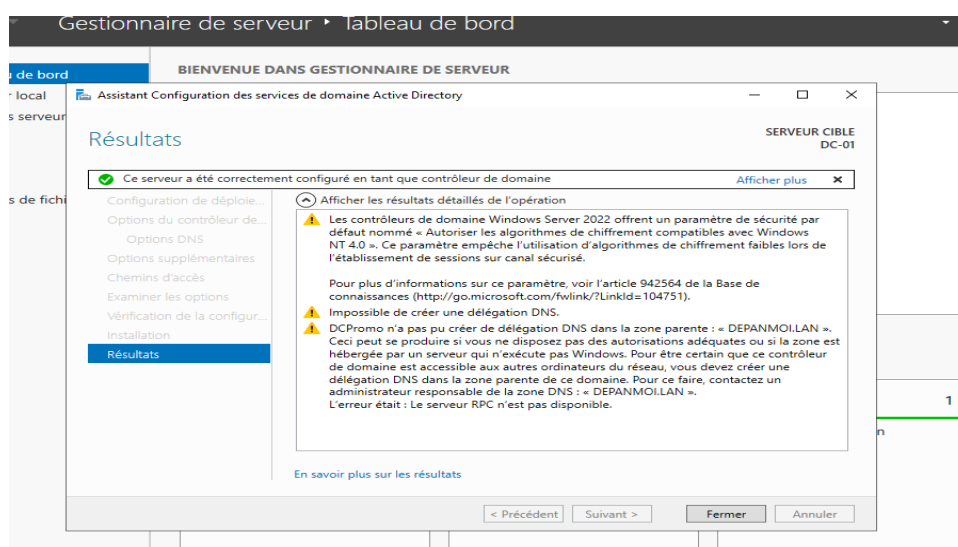 Gestionnaire de serveur ‣ Tableau de bord
de bord
BIENVENUE DANS GESTIONNAIRE DE SERVEUR
local
serveur
de fichi
Assistant Configuration des services de domaine Active Directory
Résultats
SERVEUR CIBLE
DC-01
Ce serveur a été correctement configuré en tant que contrôleur de domaine
Afficher plus
Configuration de déploie...
Options du contrôleur de...
Options DNS
Options supplémentaires
Chemins d'accès
Examiner les options
Vérification de la configur...
Installation
Résultats
Afficher les résultats détaillés de l'opération
Les contrôleurs de domaine Windows Server 2022 offrent un paramètre de sécurité par
défaut nommé « Autoriser les algorithmes de chiffrement compatibles avec Windows
NT 4.0 ». Ce paramètre empêche l'utilisation d'algorithmes de chiffrement faibles lors de
l'établissement de sessions sur canal sécurisé.
Pour plus d'informations sur ce paramètre, voir l'article 942564 de la Base de
connaissances (http://go.microsoft.com/fwlink/?LinkId=104751).
Impossible de créer une délégation DNS.
DCPromo n'a pas pu créer de délégation DNS dans la zone parente : « DEPANMOI.LAN ».
Ceci peut se produire si vous ne disposez pas des autorisations adéquates ou si la zone est
hébergée par un serveur qui n'exécute pas Windows. Pour être certain que ce contrôleur
de domaine est accessible aux autres ordinateurs du réseau, vous devez créer une
délégation DNS dans la zone parente de ce domaine. Pour ce faire, contactez un
administrateur responsable de la zone DNS : « DEPANMOI.LAN ».
L'erreur était : Le serveur RPC n'est pas disponible.
En savoir plus sur les résultats
< Précédent
Suivant >
Fermer
Annuler
1
n